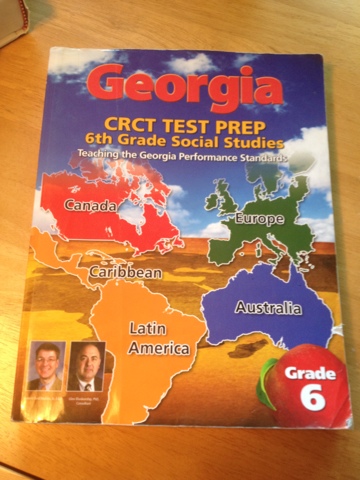 Georgia
CRCT TEST PREP
6th Grade Social Studies
Teaching the Georgia Performance Standards
Canada
Europe
Caribbean
Australia
Latin
America
Grade
6